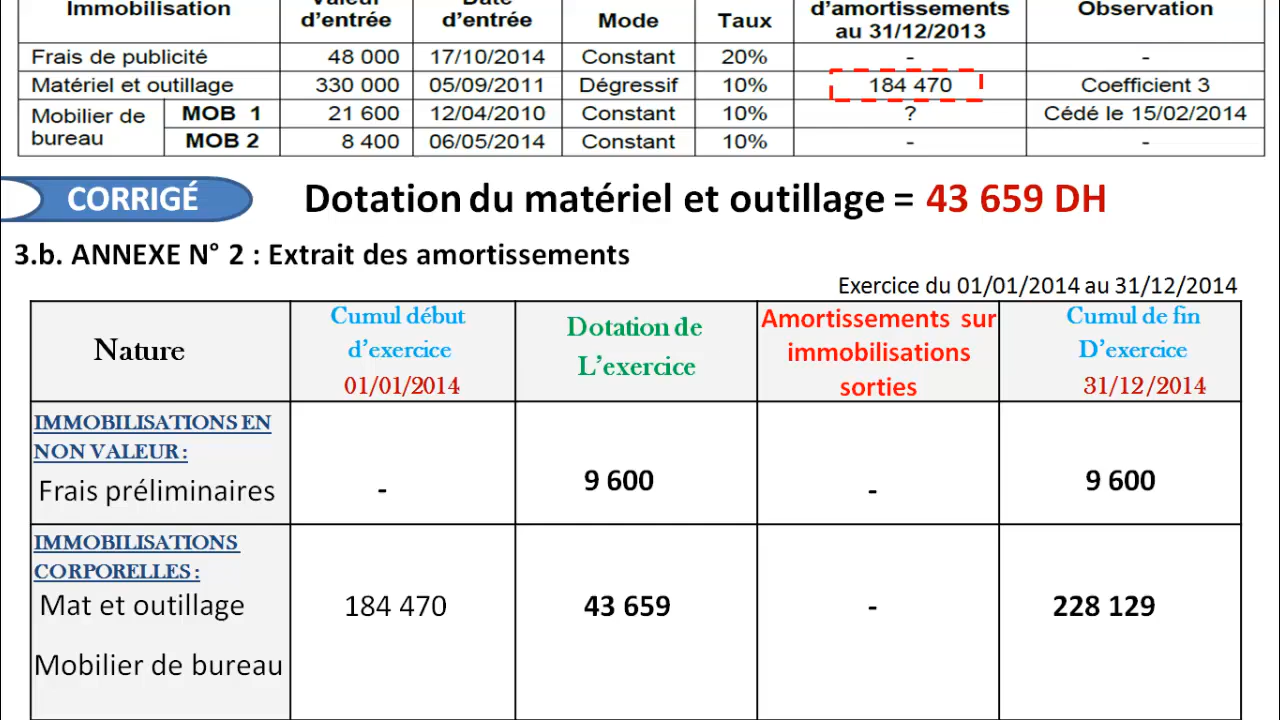 Immobilisation Valeur d'entrée Date d'entrée Mode Taux d'amortissements au 31/12/2013 Observation
Frais de publicité 48 000 17/10/2014 Constant 20% - -
Matériel et outillage 330 000 05/09/2011 Dégressif 10% 184 470 Coefficient 3
Mobilier de bureau MOB 1 21 600 12/04/2010 Constant 10% ? Cédé le 15/02/2014
MOB 2 8 400 06/05/2014 Constant 10% - -
CORRIGÉ Dotation du matériel et outillage = 43 659 DH
3.b. ANNEXE N° 2 : Extrait des amortissements
Exercice du 01/01/2014 au 31/12/2014
Nature
Cumul début
d'exercice
01/01/2014
Dotation de
L'exercice
Amortissements sur
immobilisations
sorties
Cumul de fin
D'exercice
31/12/2014
IMMOBILISATIONS EN
NON VALEUR :
Frais préliminaires - 9 600 - 9 600
IMMOBILISATIONS
CORPORELLES :
Mat et outillage 184 470 43 659 - 228 129
Mobilier de bureau